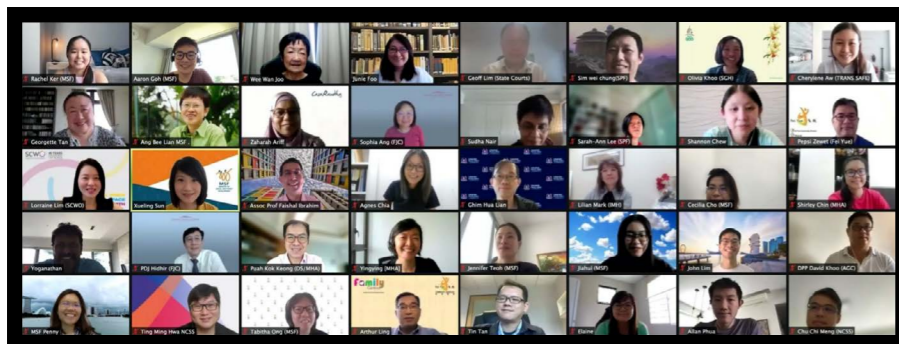 Rachel Ker (MSF)
Aaron Goh (MSF)
Wee Wan Joo
Junie Foo
Geoff Lim (State Courts)
Sim wei chung(SPF)
Olivia Khoo (SGH)
Cherylene Aw (TRANS SAFE)
Georgette Tan
Ang Bee Lian MSF
Zaharah Ariff
Sophia Ang (FJC)
Sudha Nair
Sarah-Ann Lee (SPF)
Shannon Chew
Pepsi Zewei (Fei Yue)
SCWO
Lorraine Lim (SCWO)
MSF
Xueling Sun
Assoc Prof Faishal Ibrahim
Agnes Chia
Ghim Hua Lian
Lilian Mark (IMH)
Cecilia Cho (MSF)
Shirley Chin (MHA)
Yoganathan
PDJ Hidhir (FJC)
Puah Kok Keong (DS/MHA)
Yingying (MHA)
Jennifer Teoh (MSF)
Jiahui (MSF)
John Lim
DPP David Khoo (AGC)
MSF Penny
Ting Ming Hwa NCSS
Tabitha Ong (MSF)
family
Arthur Ling
Tin Tan
Elaine
Allan Phua
Chu Chi Meng (NCSS)